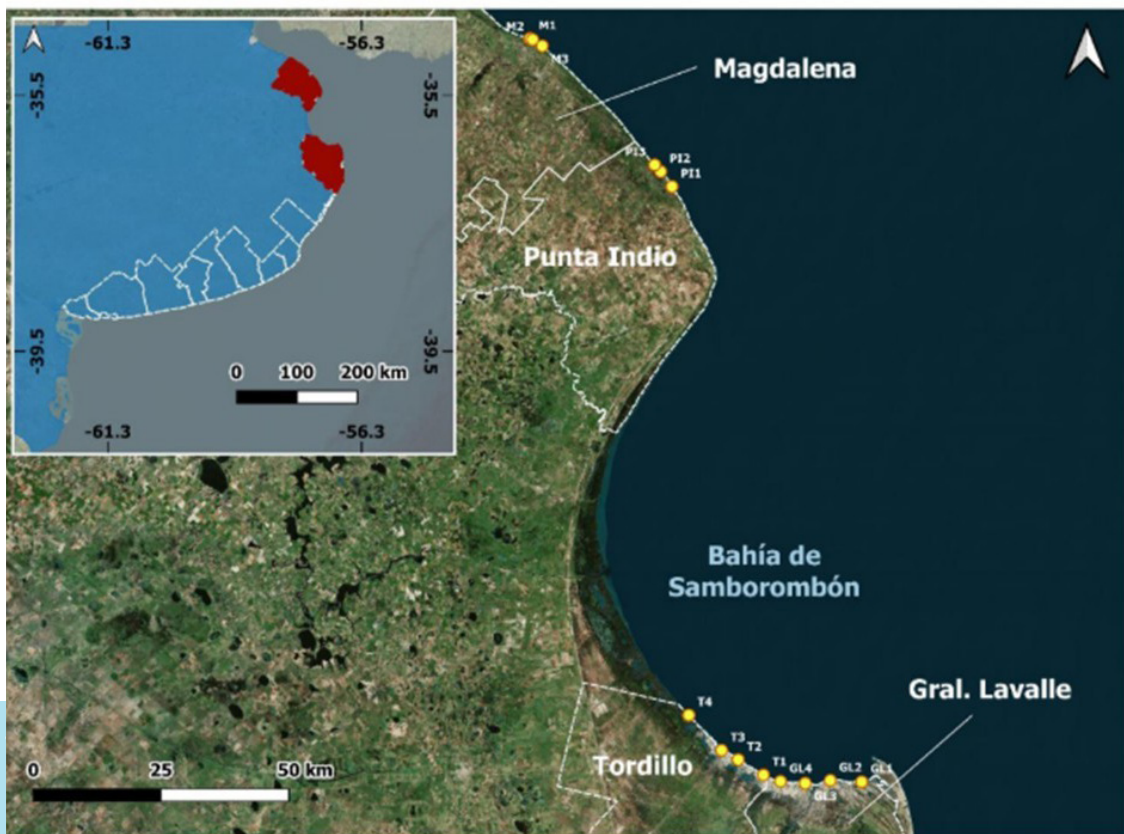 -61.3
-56.3
-35.5
-35.5
-39.5
-39.5
0 100 200 km
-61.3
-56.3
M2
M1
M3
Magdalena
PI3
PI2
PI1
Punta Indio
Bahía de
Samborombón
Gral. Lavalle
T4
T3
T2
Tordillo
T1
GL4
GL3
GL2
GL1
0 25 50 km